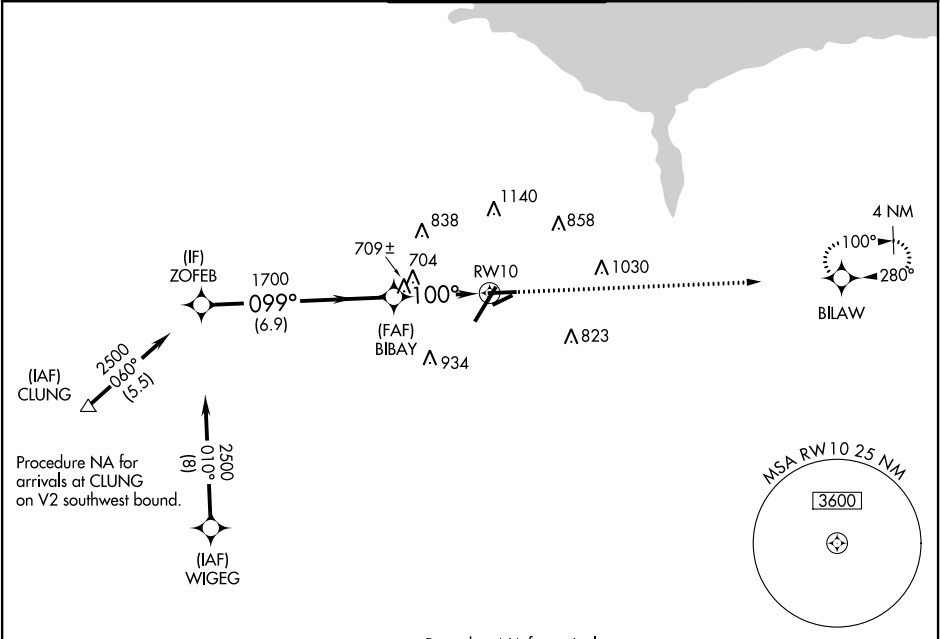 1140
838
858
4 NM
709±
704
1030
100°
280°
BILAW
RW10
(IF)
ZOFEB
1700
099°
(6.9)
100°
(FAF)
BIBAY
934
823
(IAF)
CLUNG
2500
060°
(5.5)
2500
010°
(8)
Procedure NA for
arrivals at CLUNG
on V2 southwest bound.
(IAF)
WIGEG
MSA RW10 25 NM
3600